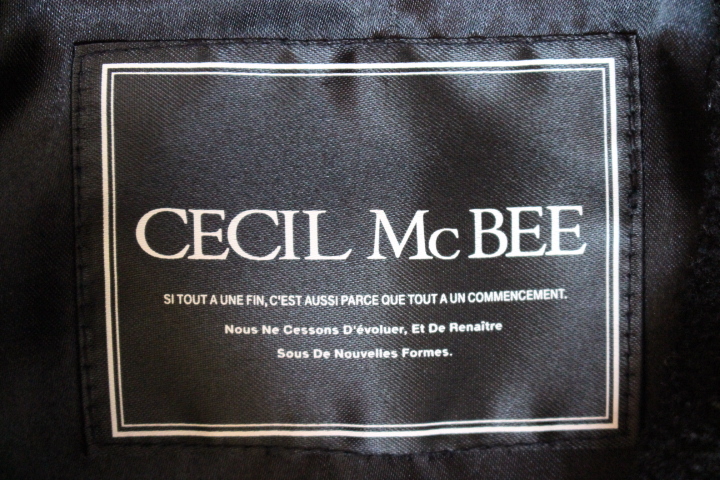 CECIL McBEE
SI TOUT A UNE FIN, C'EST AUSSI PARCE QUE TOUT A UN COMMENCEMENT.
Nous Ne Cessons D'évoluer, Et De Renaître
Sous De Nouvelles Formes.